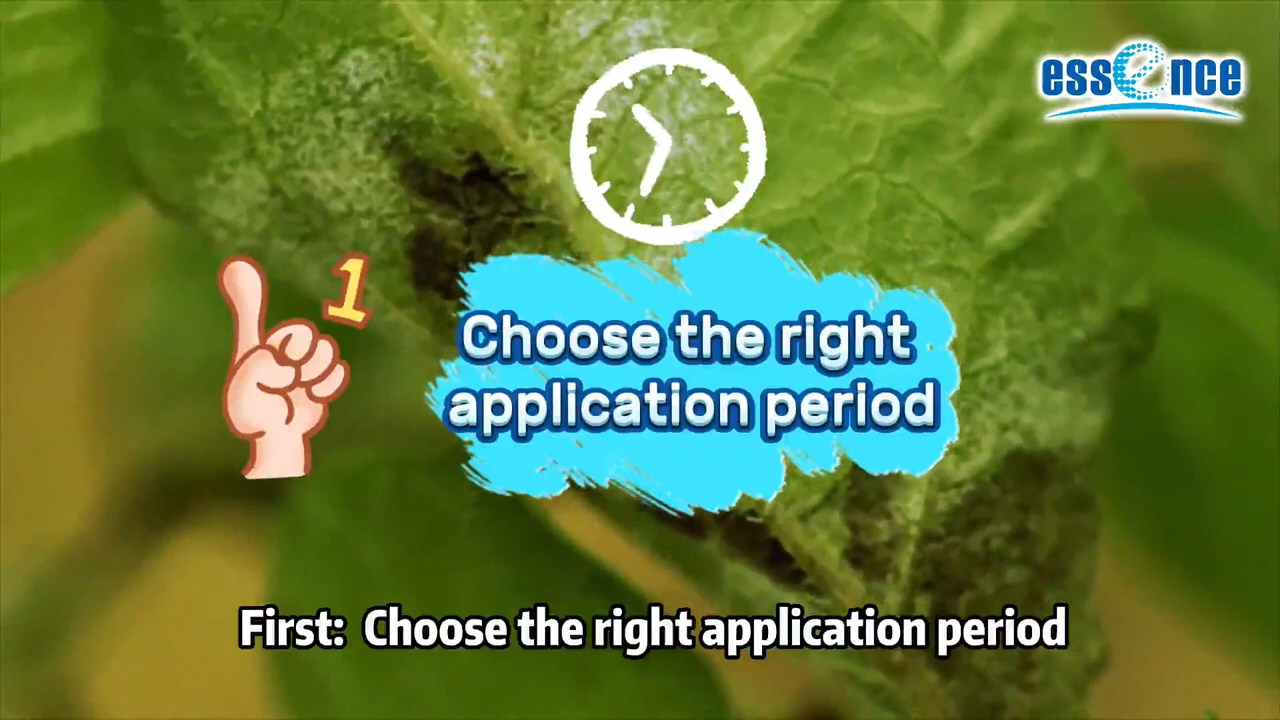 essence
1
Choose the right
application period
First: Choose the right application period